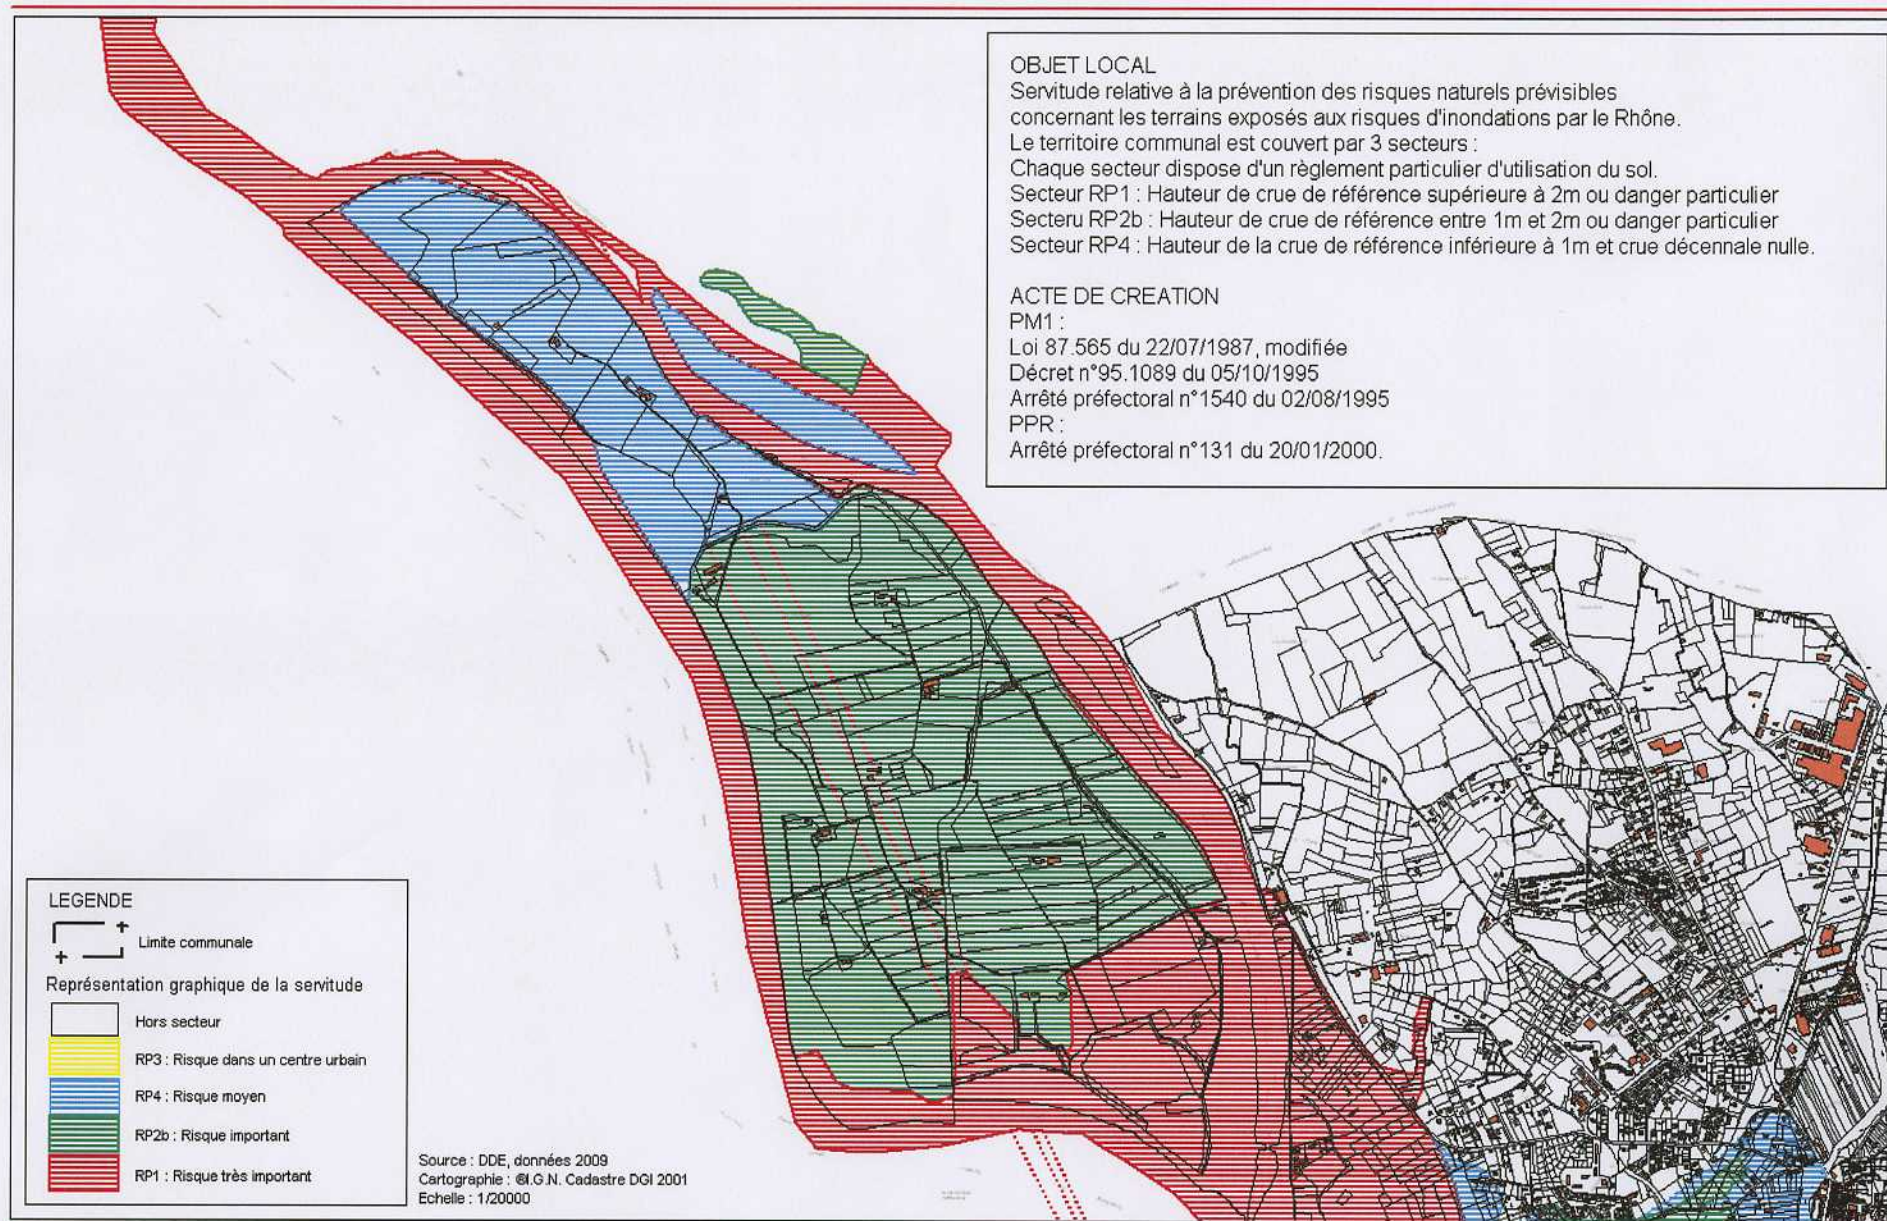 OBJET LOCAL
Servitude relative à la prévention des risques naturels prévisibles
concernant les terrains exposés aux risques d'inondations par le Rhône.
Le territoire communal est couvert par 3 secteurs :
Chaque secteur dispose d'un règlement particulier d'utilisation du sol.
Secteur RP1 : Hauteur de crue de référence supérieure à 2m ou danger particulier
Secteru RP2b : Hauteur de crue de référence entre 1m et 2m ou danger particulier
Secteur RP4 : Hauteur de la crue de référence inférieure à 1m et crue décennale nulle.
ACTE DE CREATION
PM1 :
Loi 87.565 du 22/07/1987, modifiée
Décret n°95.1089 du 05/10/1995
Arrêté préfectoral n°1540 du 02/08/1995
PPR :
Arrêté préfectoral n°131 du 20/01/2000.
LEGENDE
Limite communale
Représentation graphique de la servitude
Hors secteur
RP3 : Risque dans un centre urbain
RP4 : Risque moyen
RP2b : Risque important
RP1 : Risque très important
Source : DDE, données 2009
Cartographie : ©I.G.N. Cadastre DGI 2001
Echelle : 1/20000